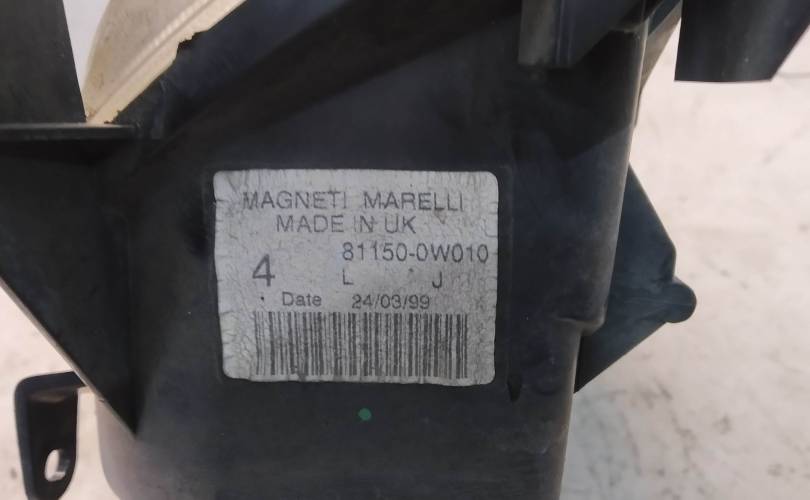 MAGNETI MARELLI
MADE IN UK
81150-0W010
4 L J
Date 24/03/99